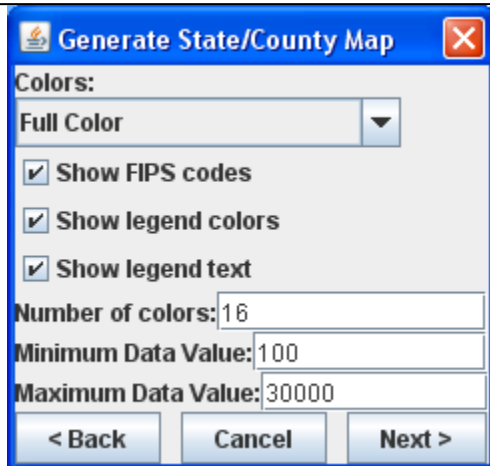 Generate State/County Map
Colors:
Full Color
Show FIPS codes
Show legend colors
Show legend text
Number of colors: 16
Minimum Data Value: 100
Maximum Data Value: 30000
< Back Cancel Next >